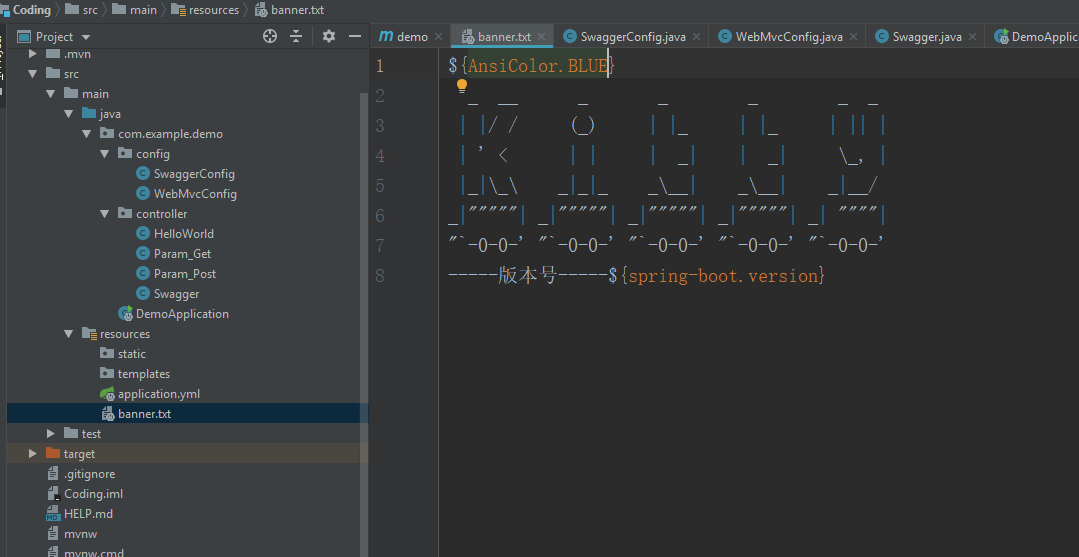 Coding src main resources banner.txt
Project
demo banner.txt SwaggerConfig.java WebMvcConfig.java Swagger.java DemoApplic
.mvn
src
main
java
com.example.demo
config
SwaggerConfig
WebMvcConfig
controller
HelloWorld
Param_Get
Param_Post
Swagger
DemoApplication
resources
static
templates
application.yml
banner.txt
test
target
.gitignore
Coding.iml
HELP.md
mvnw
mvnw.cmd
1 ${AnsiColor.BLUE}
2   _  __      _       _        _        _  _
3  | |/ /     (_)     | |_     | |_     | || |
4  | ' <      | |     |  _|    |  _|     \_, |
5  |_|\_\    _|_|_    _\__|    _\__|    _|__/
6 _|"""""| _|"""""| _|"""""| _|"""""| _| """"|
7 "`-0-0-' "`-0-0-' "`-0-0-' "`-0-0-' "`-0-0-'
8 -----版本号-----${spring-boot.version}